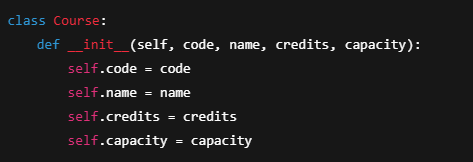 class Course:
    def __init__(self, code, name, credits, capacity):
        self.code = code
        self.name = name
        self.credits = credits
        self.capacity = capacity